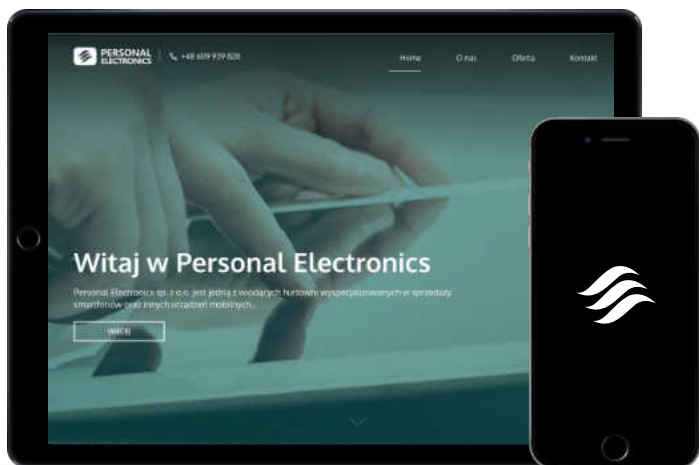 PERSONAL
ELECTRONICS
+48 609 939 828
Home
O nas
Oferta
Kontakt
Witaj w Personal Electronics
Personal Electronics sp. z o.o. jest jedną z wiodących hurtowni wyspecjalizowanych w sprzedaży
smartfonów oraz innych urządzeń mobilnych.
WIĘCEJ